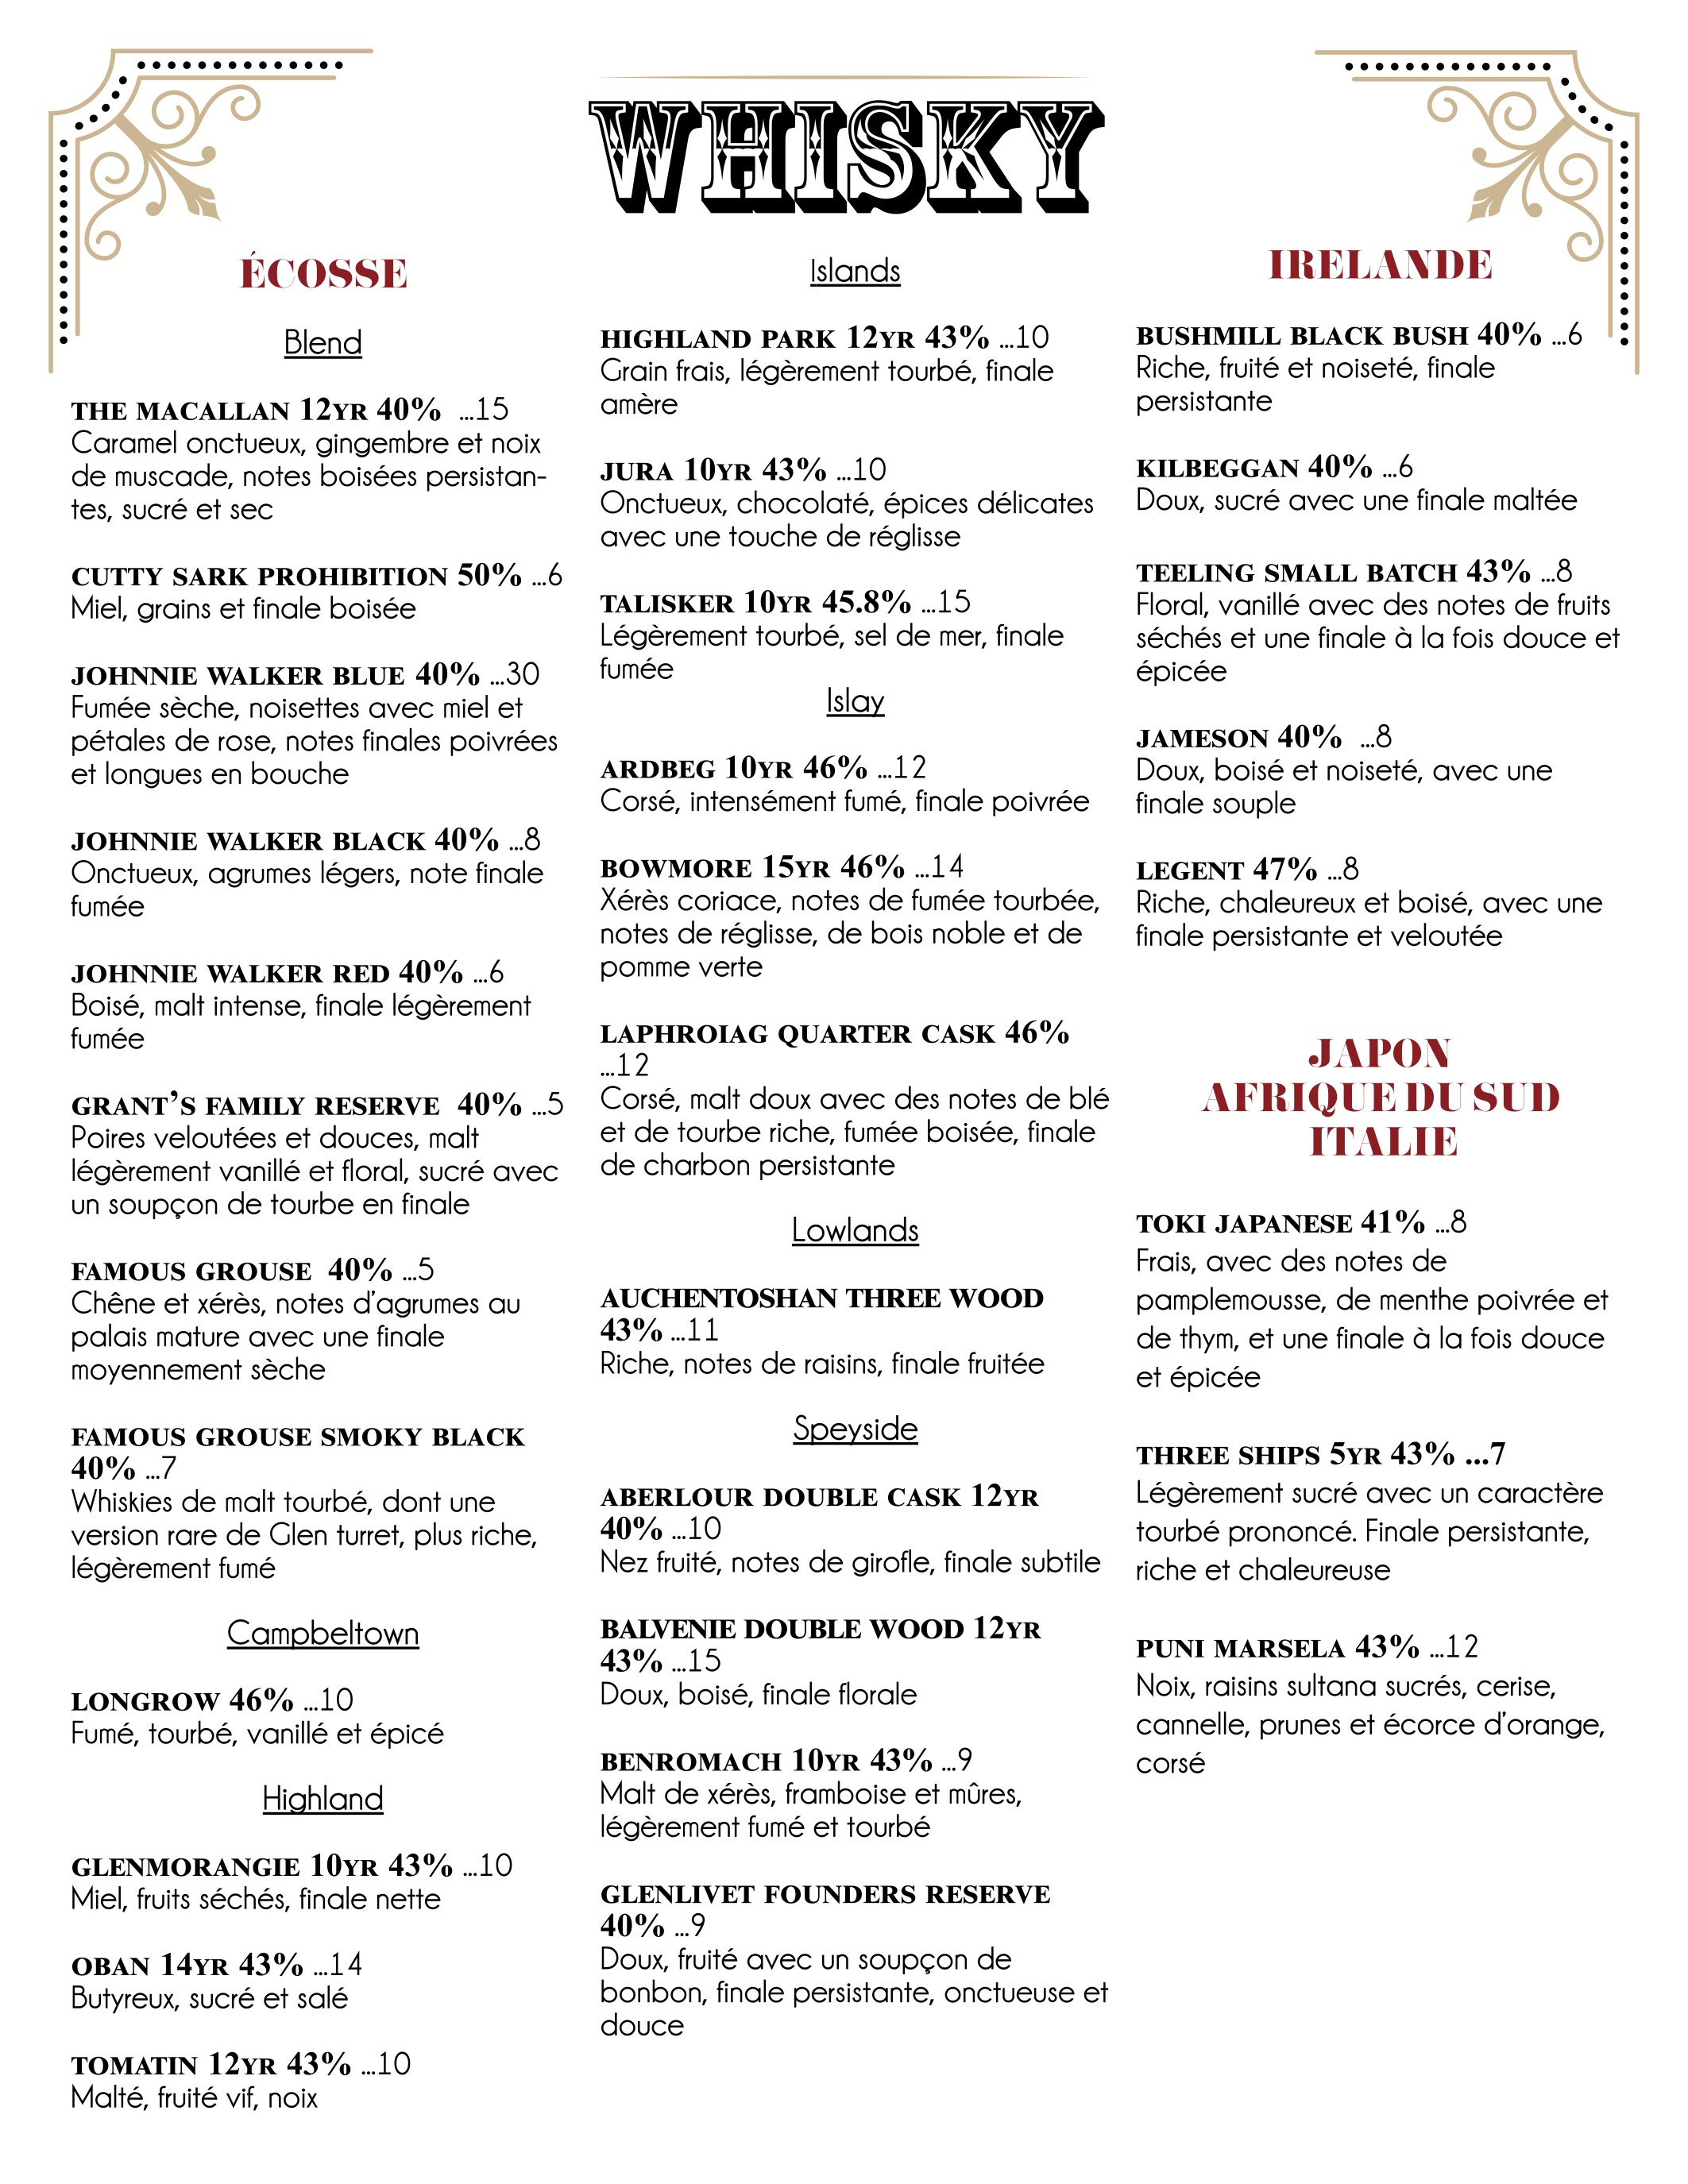 WHISKY
ÉCOSSE
Blend
THE MACALLAN 12YR 40% ...15
Caramel onctueux, gingembre et noix
de muscade, notes boisées persistan-
tes, sucré et sec
CUTTY SARK PROHIBITION 50% ...6
Miel, grains et finale boisée
JOHNNIE WALKER BLUE 40% ...30
Fumée sèche, noisettes avec miel et
pétales de rose, notes finales poivrées
et longues en bouche
JOHNNIE WALKER BLACK 40% ...8
Onctueux, agrumes légers, note finale
fumée
JOHNNIE WALKER RED 40% ...6
Boisé, malt intense, finale légèrement
fumée
GRANT'S FAMILY RESERVE 40% ...5
Poires veloutées et douces, malt
légèrement vanillé et floral, sucré avec
un soupçon de tourbe en finale
FAMOUS GROUSE 40% ...5
Chêne et xérès, notes d'agrumes au
palais mature avec une finale
moyennement sèche
FAMOUS GROUSE SMOKY BLACK
40% ...7
Whiskies de malt tourbé, dont une
version rare de Glen turret, plus riche,
légèrement fumé
Campbeltown
LONGROW 46% ...10
Fumé, tourbé, vanillé et épicé
Highland
GLENMORANGIE 10YR 43% ...10
Miel, fruits séchés, finale nette
OBAN 14YR 43% ...14
Butyreux, sucré et salé
TOMATIN 12YR 43% ...10
Malté, fruité vif, noix
Islands
HIGHLAND PARK 12YR 43% ...10
Grain frais, légèrement tourbé, finale
amère
JURA 10YR 43% ...10
Onctueux, chocolaté, épices délicates
avec une touche de réglisse
TALISKER 10YR 45.8% ...15
Légèrement tourbé, sel de mer, finale
fumée
Islay
ARDBEG 10YR 46% ...12
Corsé, intensément fumé, finale poivrée
BOWMORE 15YR 46% ...14
Xérès coriace, notes de fumée tourbée,
notes de réglisse, de bois noble et de
pomme verte
LAPHROIAG QUARTER CASK 46%
...12
Corsé, malt doux avec des notes de blé
et de tourbe riche, fumée boisée, finale
de charbon persistante
Lowlands
AUCHENTOSHAN THREE WOOD
43% ...11
Riche, notes de raisins, finale fruitée
Speyside
ABERLOUR DOUBLE CASK 12YR
40% ...10
Nez fruité, notes de girofle, finale subtile
BALVENIE DOUBLE WOOD 12YR
43% ...15
Doux, boisé, finale florale
BENROMACH 10YR 43% ...9
Malt de xérès, framboise et mûres,
légèrement fumé et tourbé
GLENLIVET FOUNDERS RESERVE
40% ...9
Doux, fruité avec un soupçon de
bonbon, finale persistante, onctueuse et
douce
IRELANDE
BUSHMILL BLACK BUSH 40% ...6
Riche, fruité et noiseté, finale
persistante
KILBEGGAN 40% ...6
Doux, sucré avec une finale maltée
TEELING SMALL BATCH 43% ...8
Floral, vanillé avec des notes de fruits
séchés et une finale à la fois douce et
épicée
JAMESON 40% ...8
Doux, boisé et noiseté, avec une
finale souple
LEGENT 47% ...8
Riche, chaleureux et boisé, avec une
finale persistante et veloutée
JAPON
AFRIQUE DU SUD
ITALIE
TOKI JAPANESE 41% ...8
Frais, avec des notes de
pamplemousse, de menthe poivrée et
de thym, et une finale à la fois douce
et épicée
THREE SHIPS 5YR 43% ...7
Légèrement sucré avec un caractère
tourbé prononcé. Finale persistante,
riche et chaleureuse
PUNI MARSELA 43% ...12
Noix, raisins sultana sucrés, cerise,
cannelle, prunes et écorce d'orange,
corsé